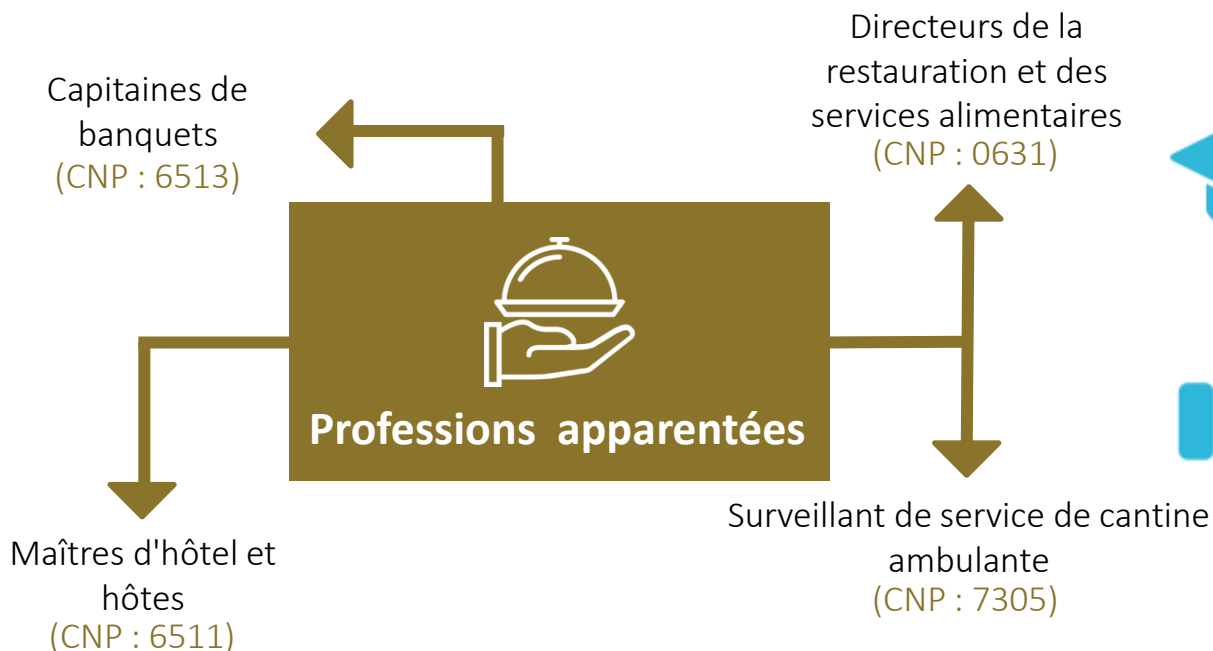 Capitaines de
banquets
(CNP : 6513)
Directeurs de la
restauration et des
services alimentaires
(CNP : 0631)
Professions apparentées
Maîtres d'hôtel et
hôtes
(CNP : 6511)
Surveillant de service de cantine
ambulante
(CNP : 7305)